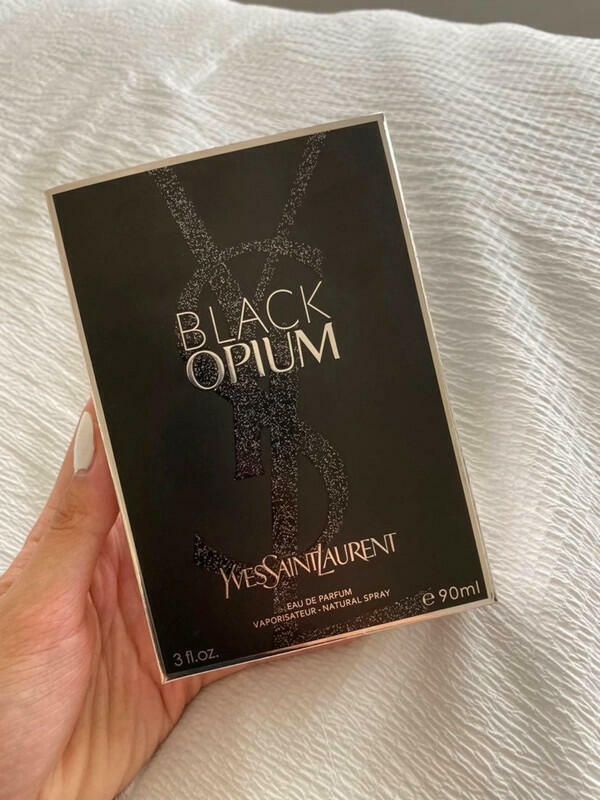 BLACK
OPIUM
YVESSAINTLAURENT
EAU DE PARFUM
VAPORISATEUR - NATURAL SPRAY
3 fl.oz.
e 90ml